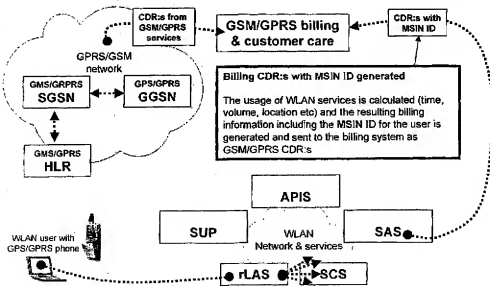 CDR:s from
GSM/GPRS
services
GSM/GPRS billing
& customer care
CDR:s with
MSIN ID
GPRS/GSM
network
GMS/GRPRS
SGSN
GPS/GPRS
GGSN
GMS/GPRS
HLR
Billing CDR:s with MSIN ID generated
The usage of WLAN services is calculated (time,
volume, location etc) and the resulting billing
information including the MSIN ID for the user is
generated and sent to the billing system as
GSM/GPRS CDR:s
APIS
SUP
WLAN
Network & services
SAS
WLAN user with
GPS/GPRS phone
rLAS
SCS